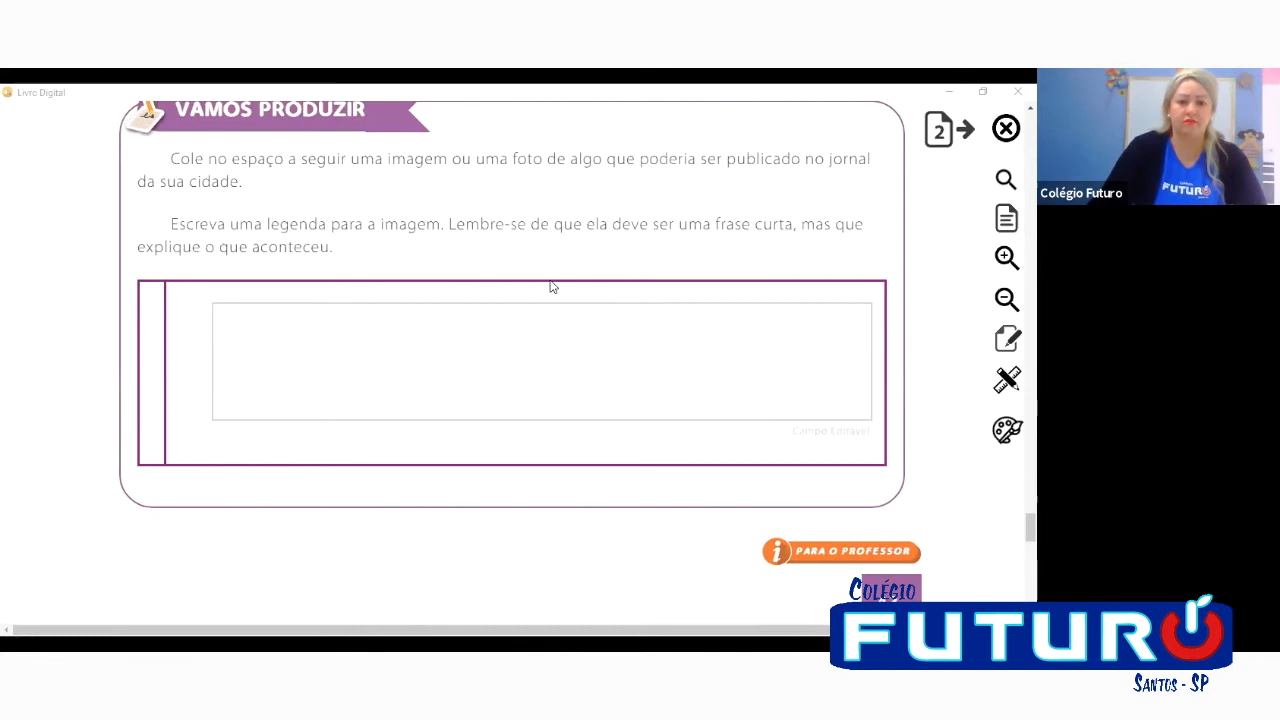 Livro Digital
VAMOS PRODUZIR
Cole no espaço a seguir uma imagem ou uma foto de algo que poderia ser publicado no jornal
da sua cidade.
Escreva uma legenda para a imagem. Lembre-se de que ela deve ser uma frase curta, mas que
explique o que aconteceu.
2
Colégio Futuro
FUTURO
PARA O PROFESSOR
COLÉGIO
FUTURO
SANTOS - SP